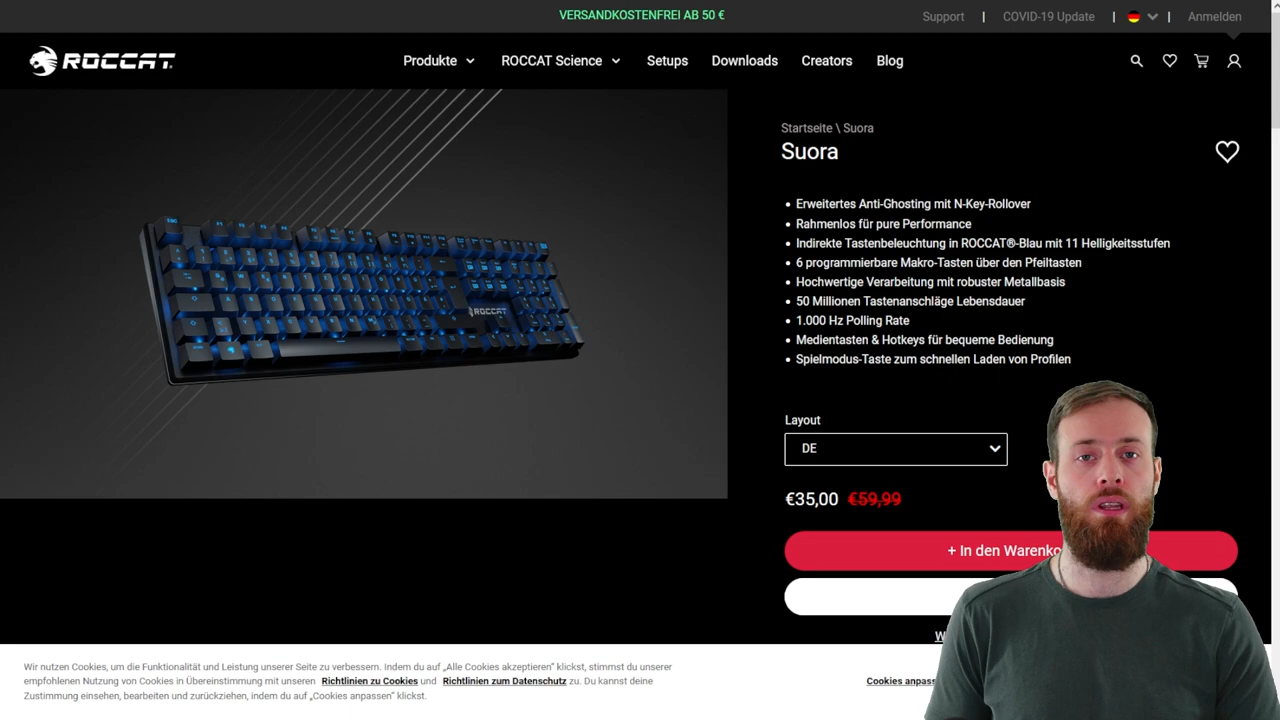 VERSANDKOSTENFREI AB 50 €
Support | COVID-19 Update | | Anmelden
ROCCAT
Produkte ROCCAT Science Setups Downloads Creators Blog
Startseite \ Suora
Suora
• Erweitertes Anti-Ghosting mit N-Key-Rollover
• Rahmenlos für pure Performance
• Indirekte Tastenbeleuchtung in ROCCAT®-Blau mit 11 Helligkeitsstufen
• 6 programmierbare Makro-Tasten über den Pfeiltasten
• Hochwertige Verarbeitung mit robuster Metallbasis
• 50 Millionen Tastenanschläge Lebensdauer
• 1.000 Hz Polling Rate
• Medientasten & Hotkeys für bequeme Bedienung
• Spielmodus-Taste zum schnellen Laden von Profilen
ROCCAT
Layout
DE
€35,00 €59,99
+ In den Warenko
Wir nutzen Cookies, um die Funktionalität und Leistung unserer Seite zu verbessern. Indem du auf „Alle Cookies akzeptieren" klickst, stimmst du unserer
empfohlenen Nutzung von Cookies in Übereinstimmung mit unseren Richtlinien zu Cookies und Richtlinien zum Datenschutz zu. Du kannst deine
Zustimmung einsehen, bearbeiten und zurückziehen, indem du auf „Cookies anpassen" klickst.
Cookies anpass